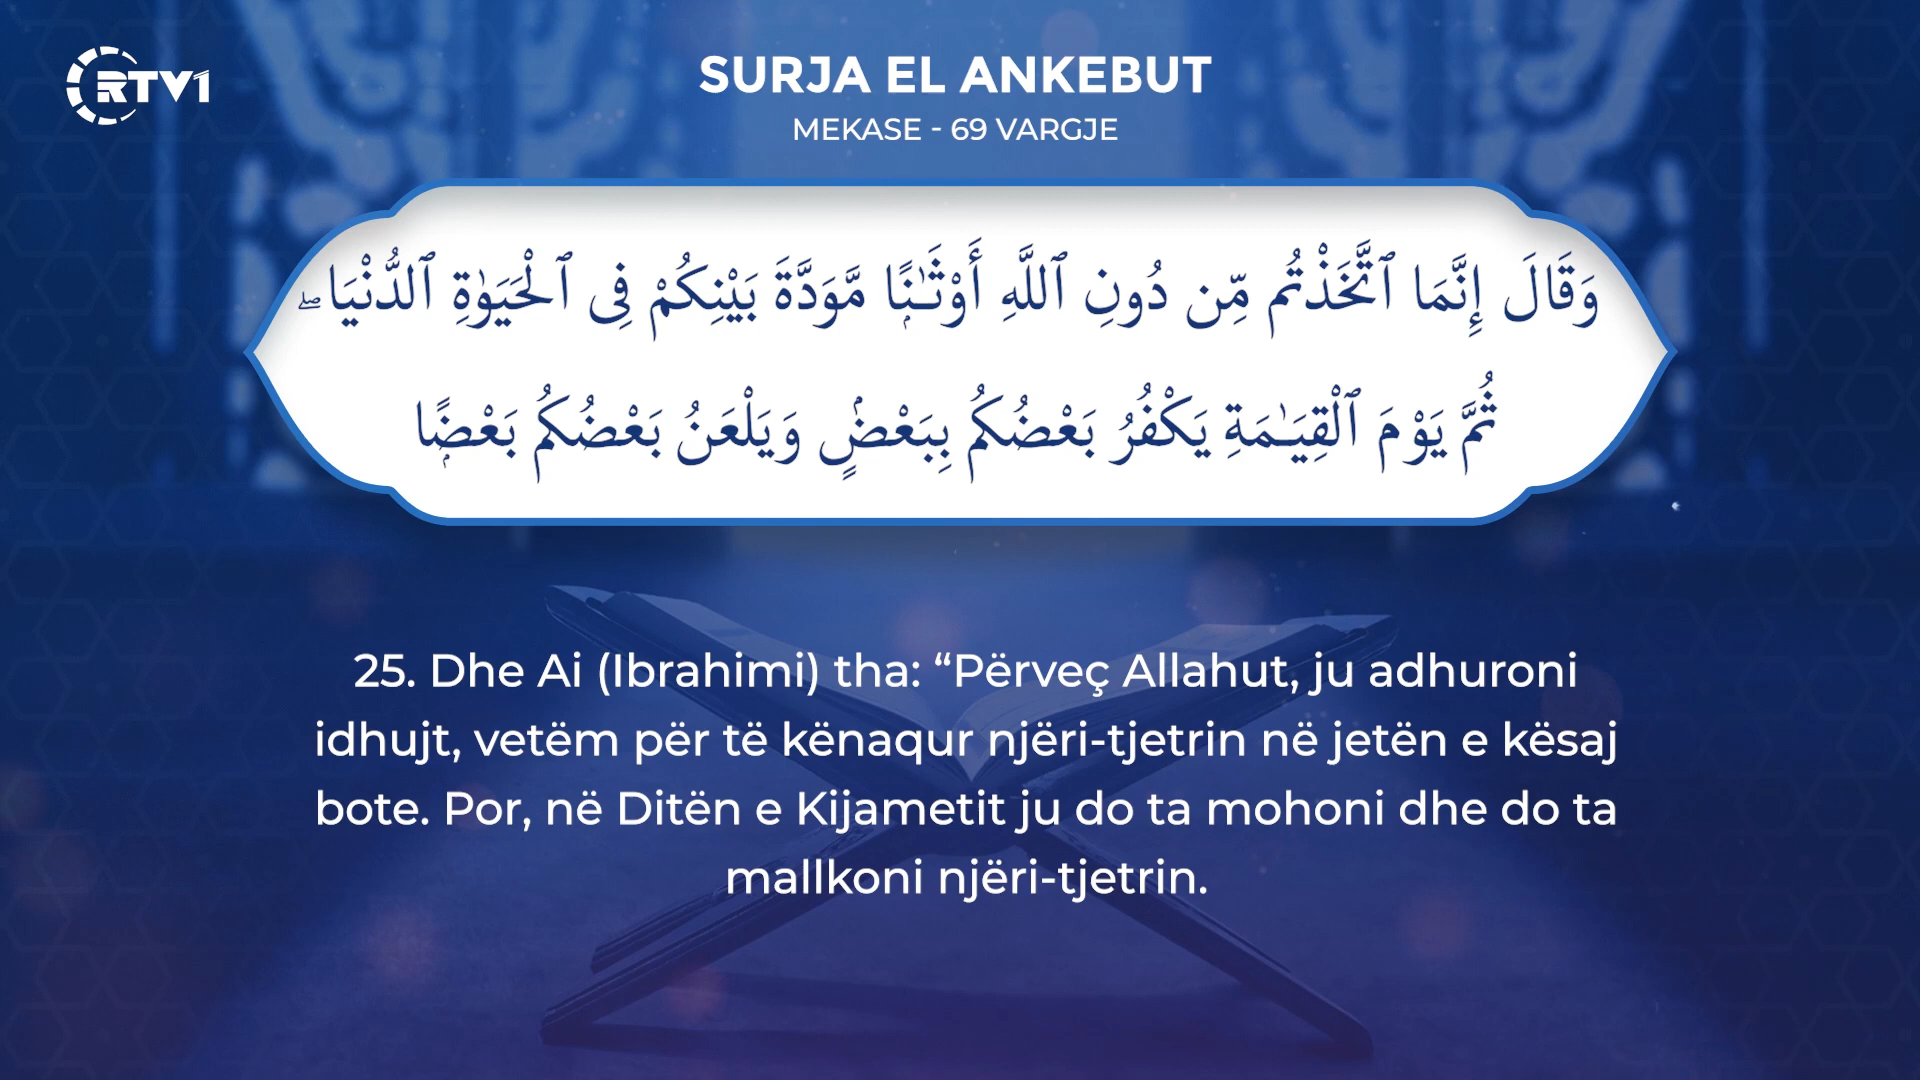 RTV1
SURJA EL ANKEBUT
MEKASE - 69 VARGJE
وَقَالَ إِنَّمَا ٱتَّخَذْتُم مِّن دُونِ ٱللَّهِ أَوْثَـٰنًۭا مَّوَدَّةَ بَيْنِكُمْ فِى ٱلْحَيَوٰةِ ٱلدُّنْيَا ۖ
ثُمَّ يَوْمَ ٱلْقِيَـٰمَةِ يَكْفُرُ بَعْضُكُم بِبَعْضٍۢ وَيَلْعَنُ بَعْضُكُم بَعْضًۭا
25. Dhe Ai (Ibrahimi) tha: “Përveç Allahut, ju adhuroni
idhujt, vetëm për të kënaqur njëri-tjetrin në jetën e kësaj
bote. Por, në Ditën e Kijametit ju do ta mohoni dhe do ta
mallkoni njëri-tjetrin.